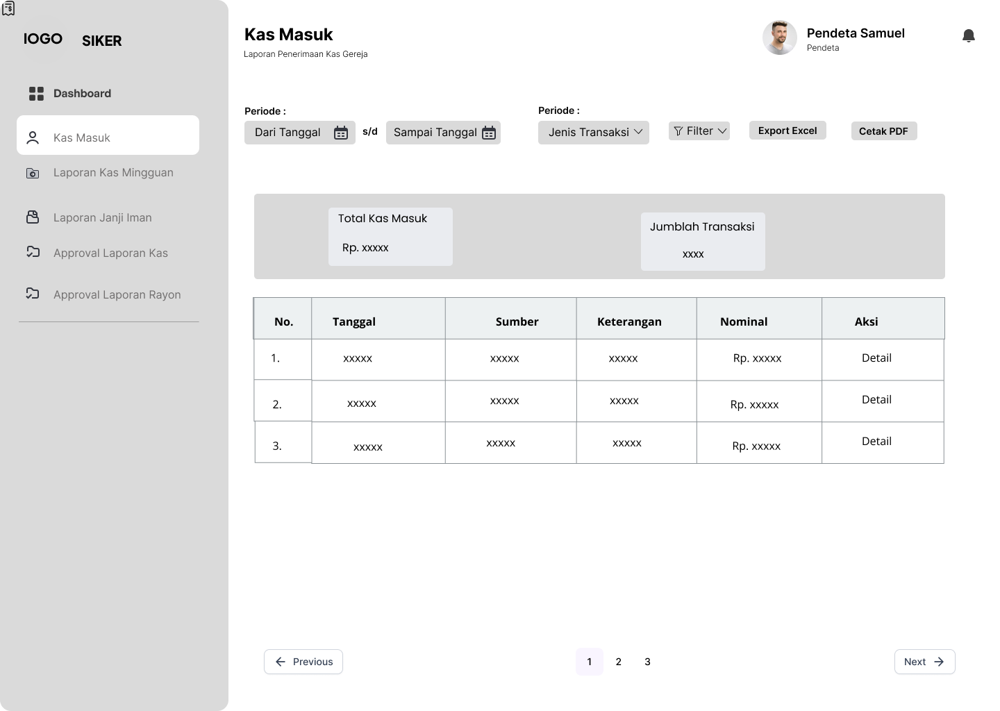 lOGO SIKER
Dashboard
Kas Masuk
Laporan Kas Mingguan
Laporan Janji Iman
Approval Laporan Kas
Approval Laporan Rayon
Kas Masuk
Laporan Penerimaan Kas Gereja
Pendeta Samuel
Pendeta
Periode :
Dari Tanggal s/d Sampai Tanggal
Periode :
Jenis Transaksi Filter Export Excel Cetak PDF
Total Kas Masuk
Rp. xxxxx
Jumblah Transaksi
xxxx
No. Tanggal Sumber Keterangan Nominal Aksi
1. xxxxx xxxxx xxxxx Rp. xxxxx Detail
2. xxxxx xxxxx xxxxx Rp. xxxxx Detail
3. xxxxx xxxxx xxxxx Rp. xxxxx Detail
Previous 1 2 3 Next